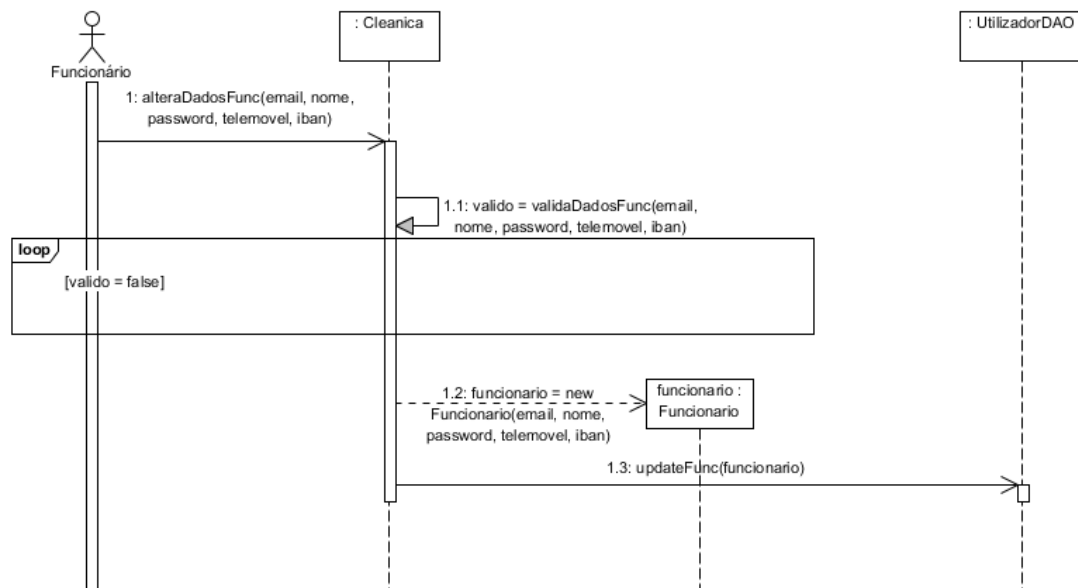 : Cleanica
: UtilizadorDAO
Funcionário
1: alteraDadosFunc(email, nome,
password, telemovel, iban)
1.1: valido = validaDadosFunc(email,
nome, password, telemovel, iban)
loop
[valido = false]
1.2: funcionario = new
Funcionario(email, nome,
password, telemovel, iban)
funcionario :
Funcionario
1.3: updateFunc(funcionario)